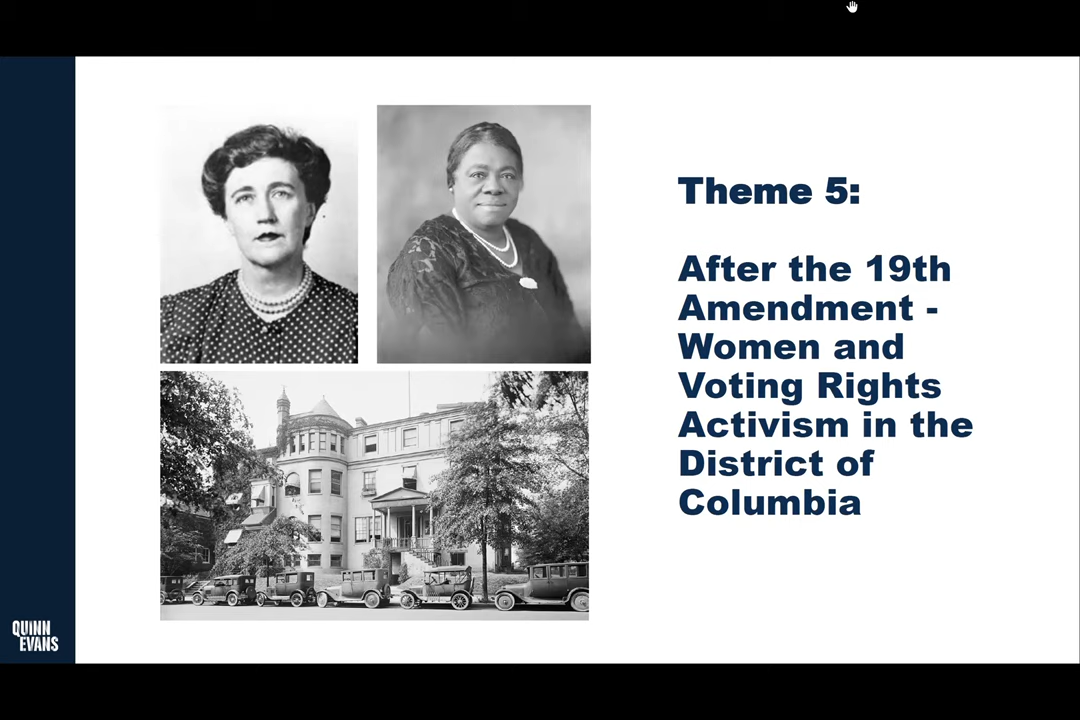 Theme 5:
After the 19th
Amendment -
Women and
Voting Rights
Activism in the
District of
Columbia
QUINN
EVANS